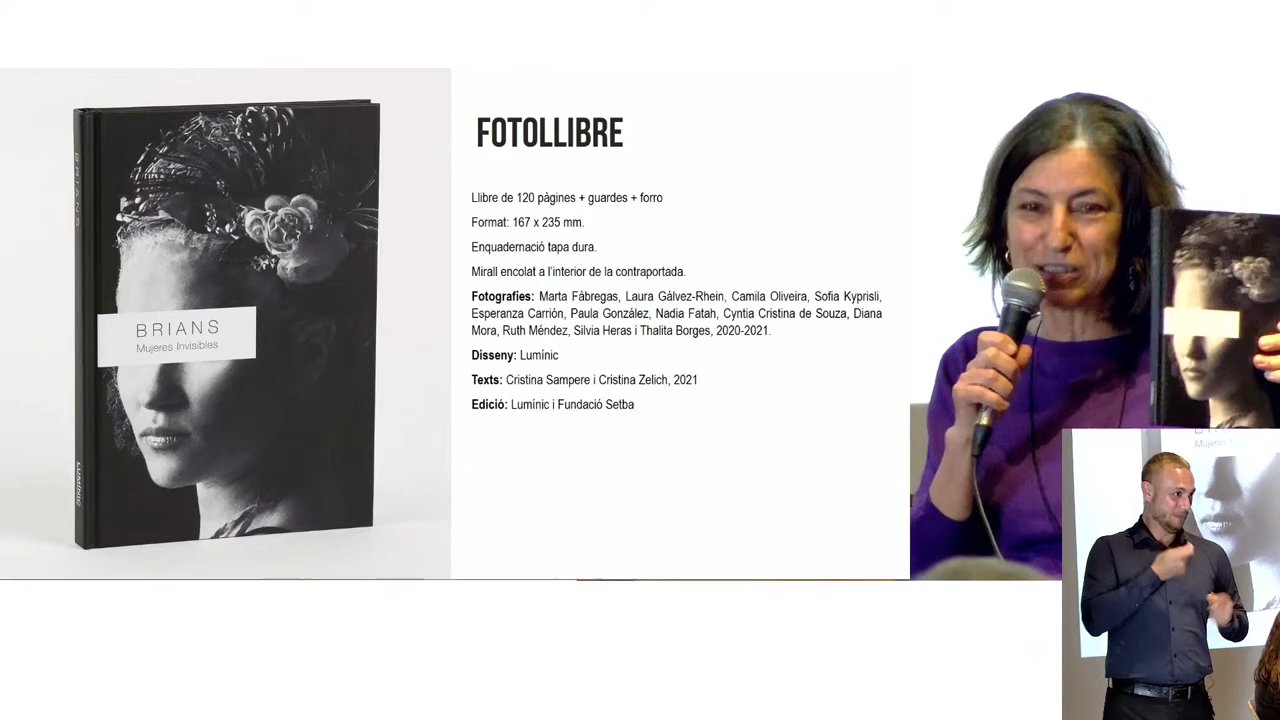 BRIANS
BRIANS
Mujeres Invisibles
LUMÍNIC
FOTOLLIBRE
Llibre de 120 pàgines + guardes + forro
Format: 167 x 235 mm.
Enquadernació tapa dura.
Mirall encolat a l'interior de la contraportada.
Fotografies: Marta Fàbregas, Laura Gálvez-Rhein, Camila Oliveira, Sofia Kyprisli,
Esperanza Carrión, Paula González, Nadia Fatah, Cyntia Cristina de Souza, Diana
Mora, Ruth Méndez, Silvia Heras i Thalita Borges, 2020-2021.
Disseny: Lumínic
Texts: Cristina Sampere i Cristina Zelich, 2021
Edició: Lumínic i Fundació Setba